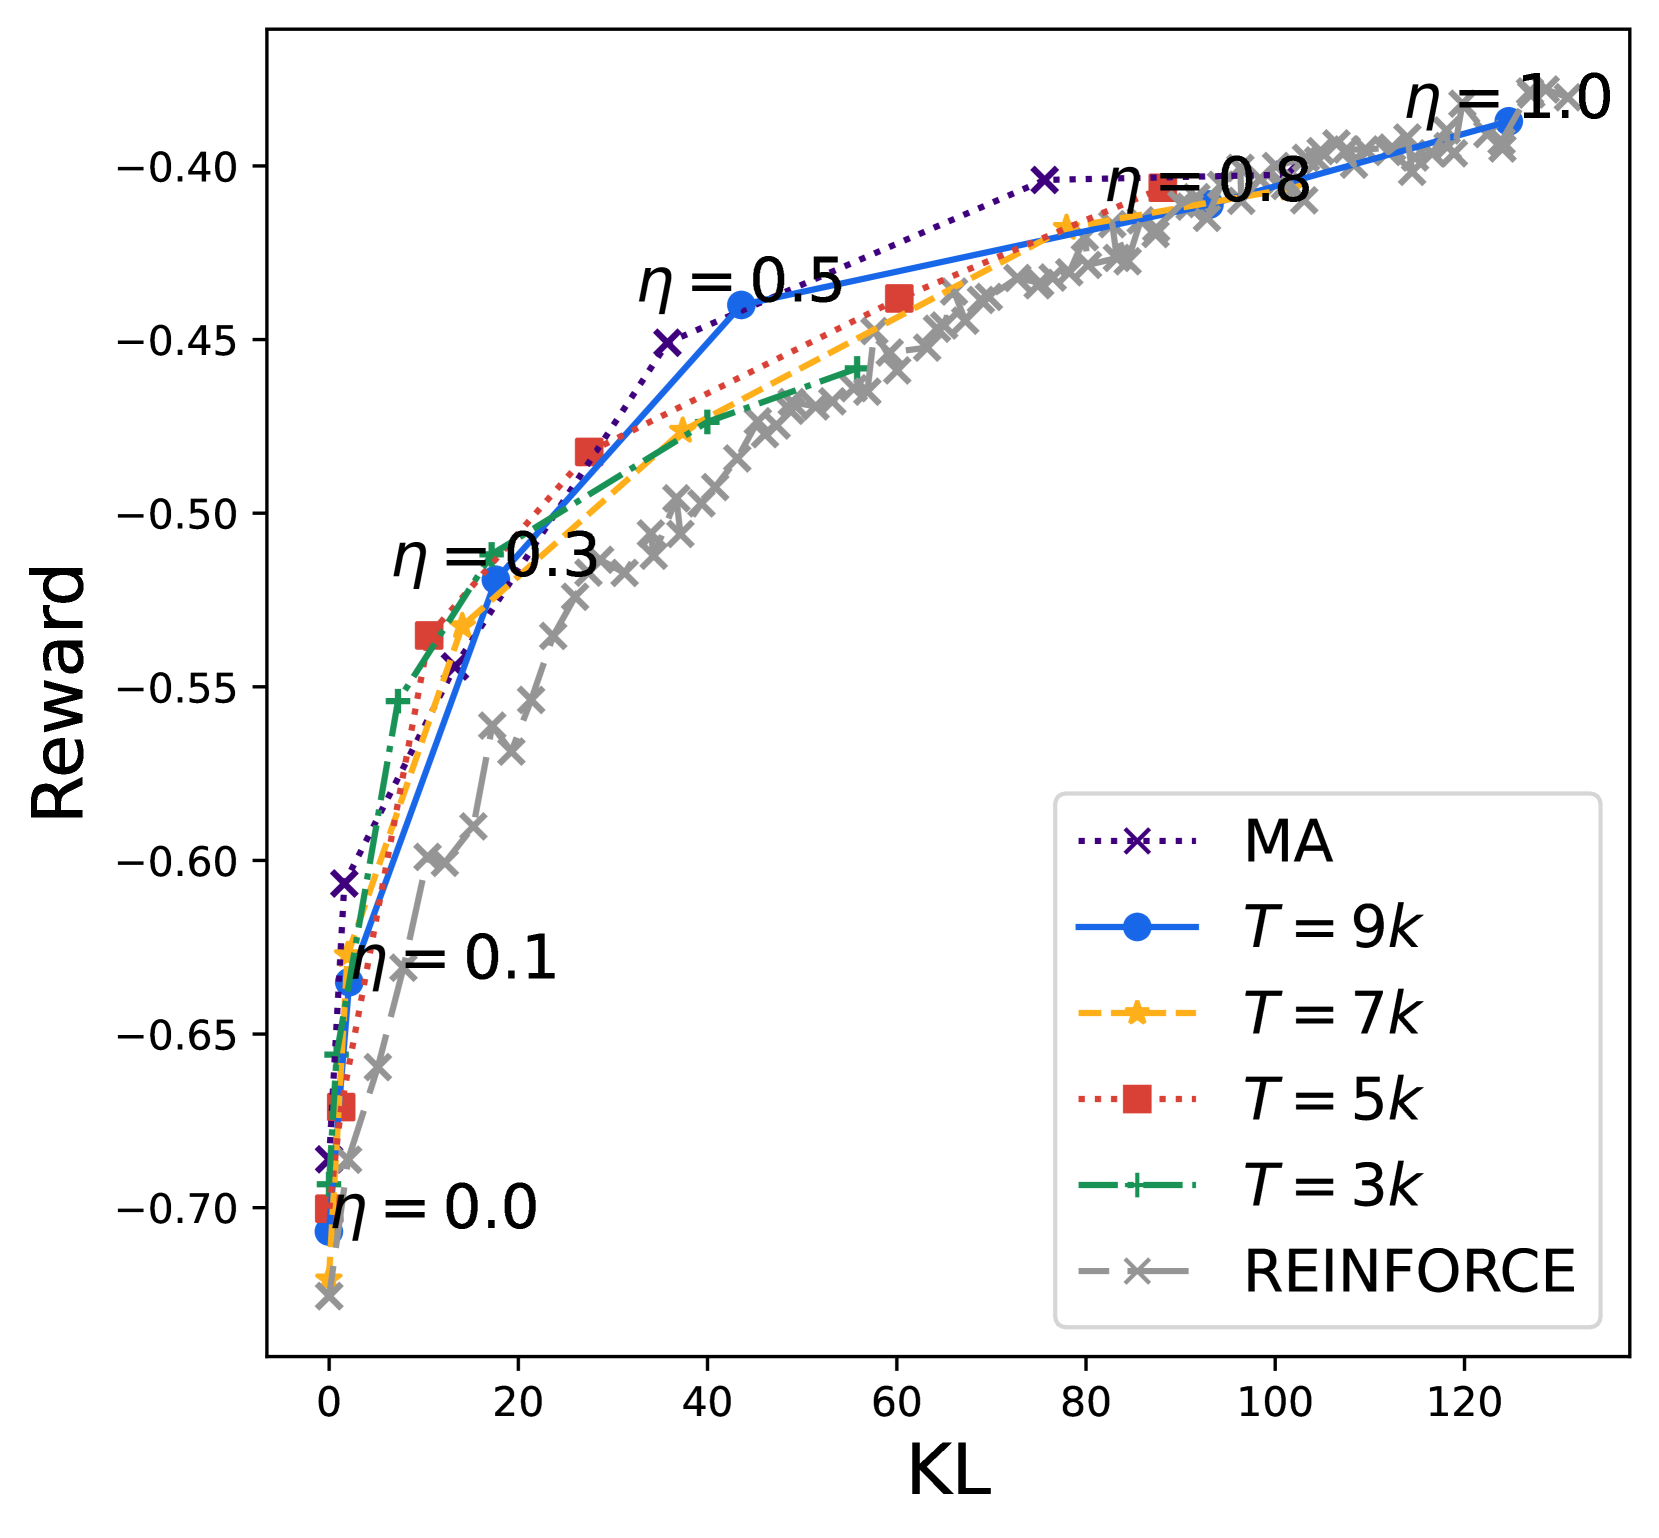 η = 1.0
η = 0.8
η = 0.5
η = 0.3
η = 0.1
η = 0.0
−0.40
−0.45
−0.50
−0.55
−0.60
−0.65
−0.70
Reward
MA
T = 9k
T = 7k
T = 5k
T = 3k
REINFORCE
0 20 40 60 80 100 120
KL